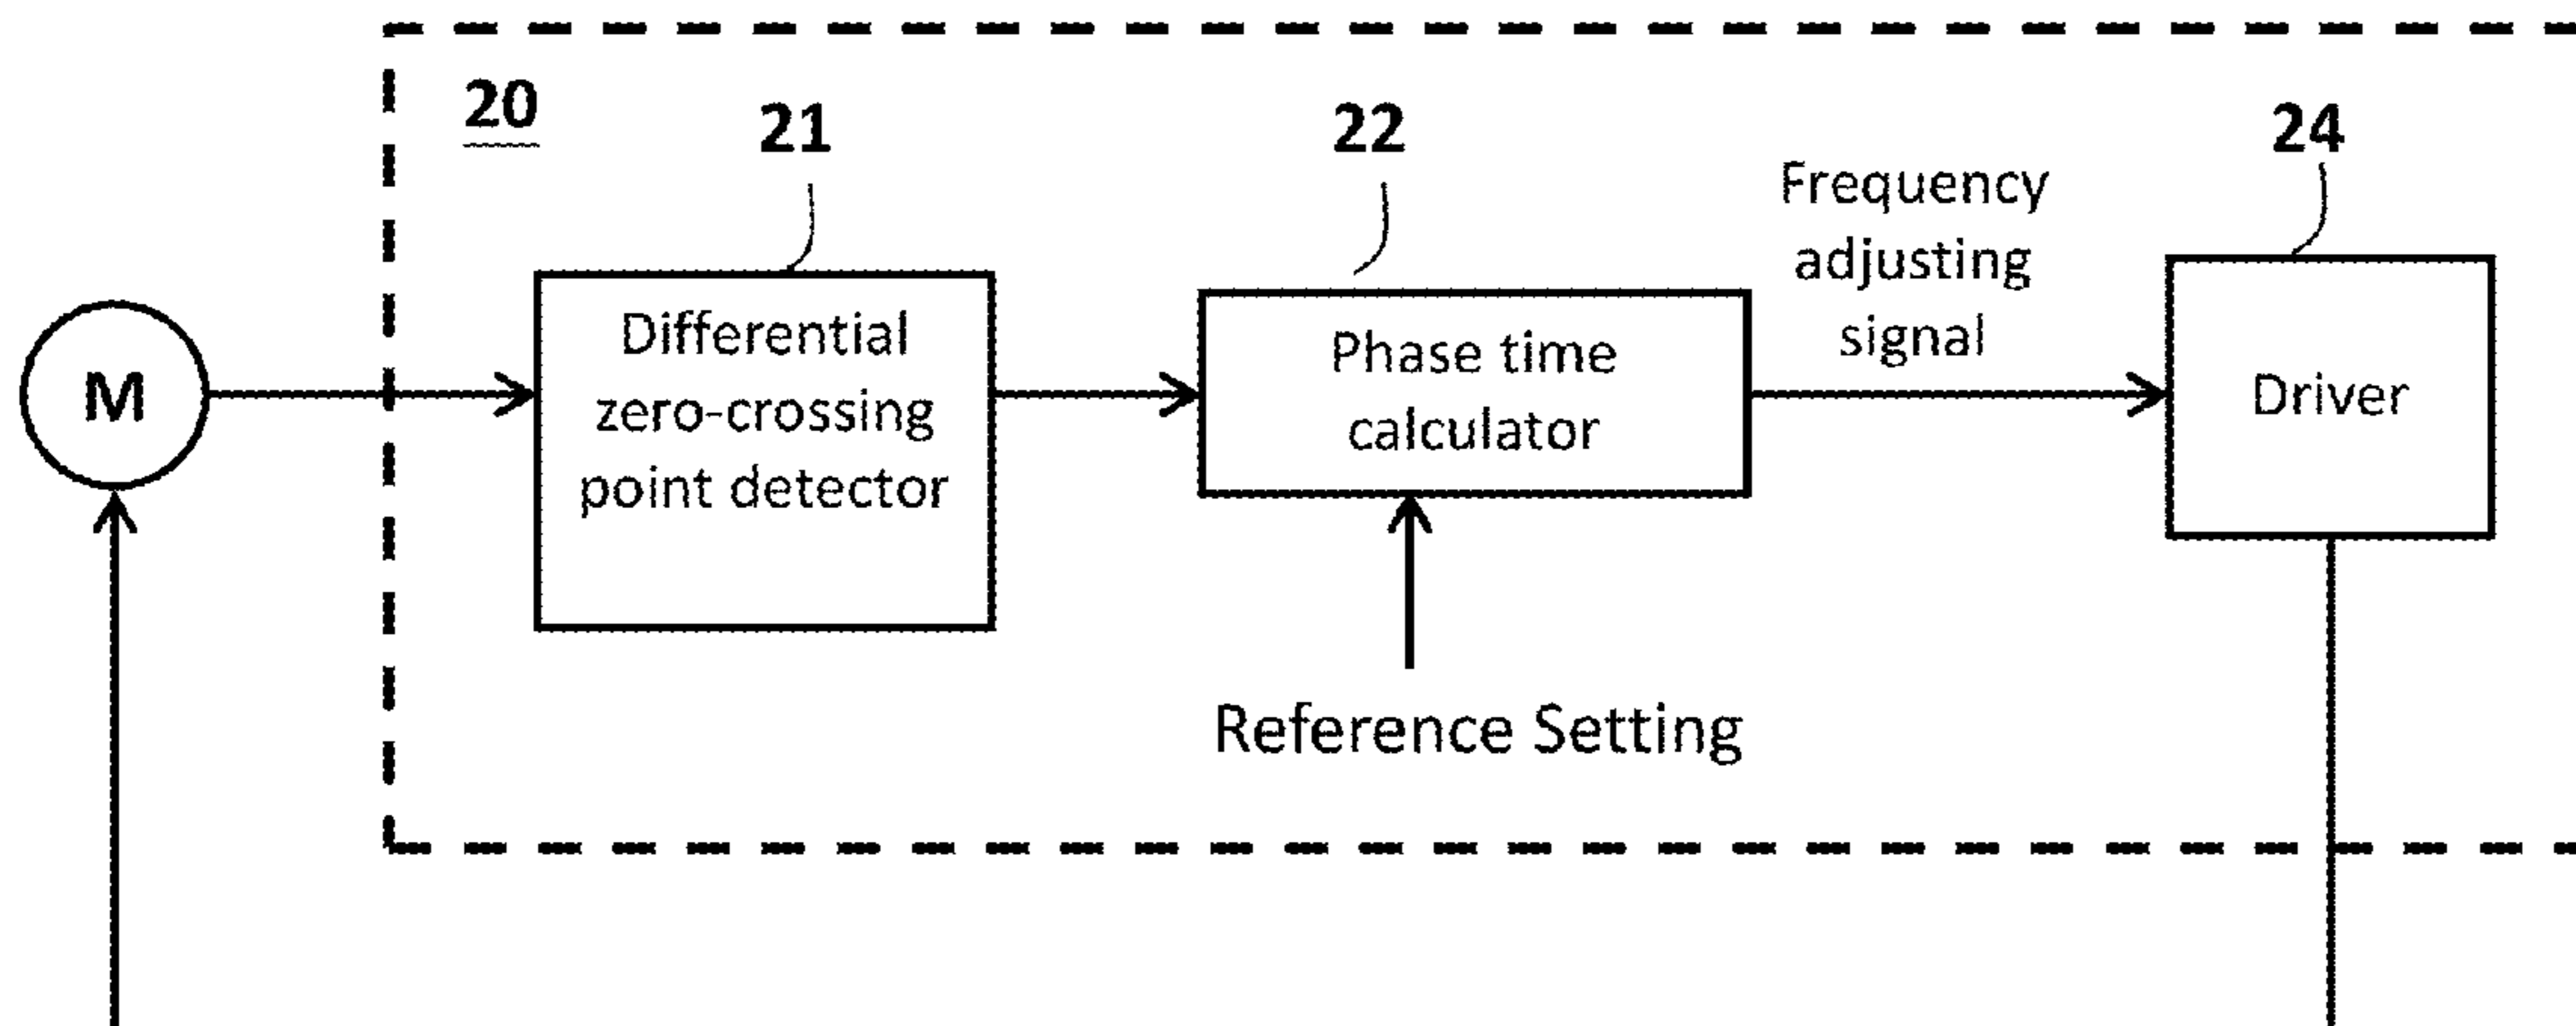 20
21
22
24
Frequency
adjusting
signal
M
Differential
zero-crossing
point detector
Phase time
calculator
Driver
Reference Setting